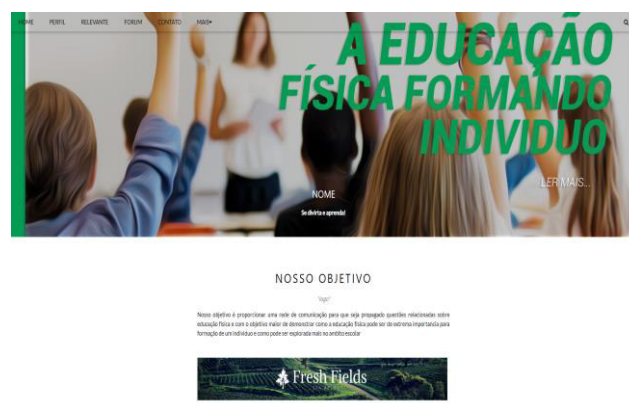 HOME PERFIL RELEVANTE FORUM CONTATO MAIS
A EDUCAÇÃO
FÍSICA FORMANDO
INDIVIDUO
LER MAIS...
NOME
Se divirta e aprenda!
NOSSO OBJETIVO
Nosso objetivo é proporcionar uma rede de comunicação para que seja propagado questões relacionadas sobre
educação física e com o objetivo maior de demonstrar como a educação física pode ser de extrema importancia para
formação de um individuo e como pode ser explorada mais no ambito escolar
Fresh Fields